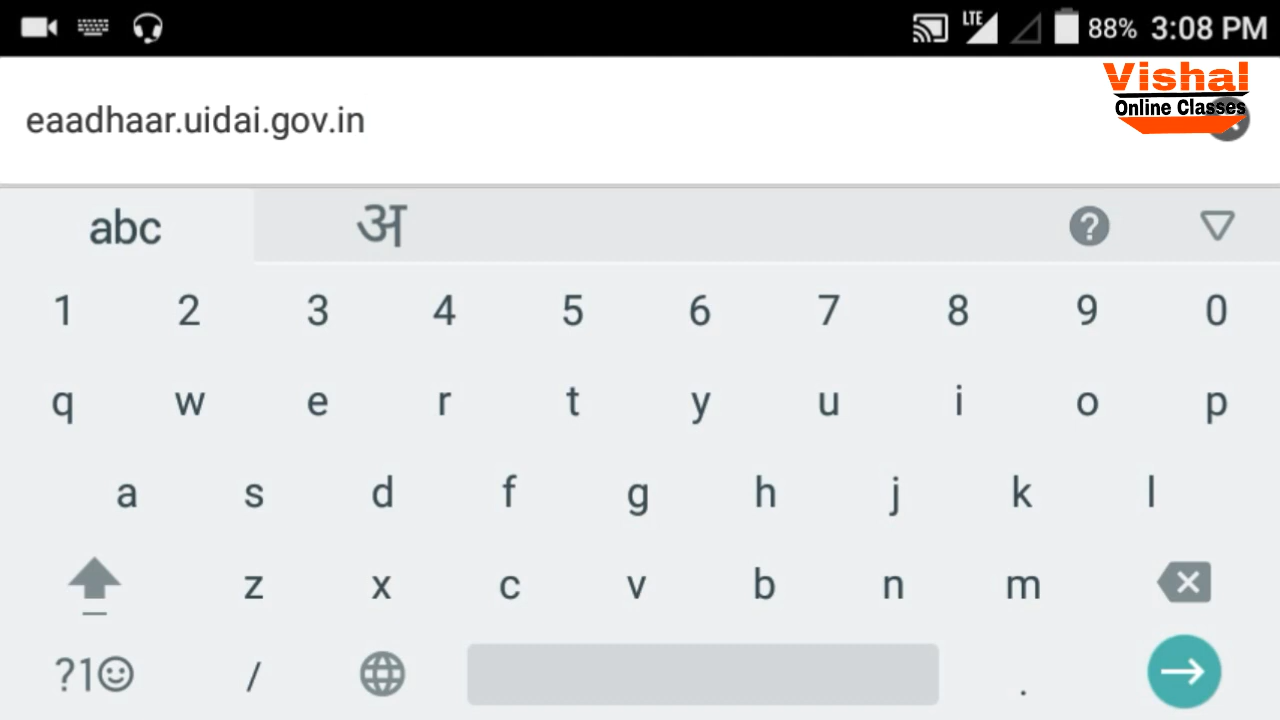 LTE 88% 3:08 PM
Vishal
Online Classes
eaadhaar.uidai.gov.in
abc अ ?
1 2 3 4 5 6 7 8 9 0
q w e r t y u i o p
a s d f g h j k l
z x c v b n m
?1☺ / .